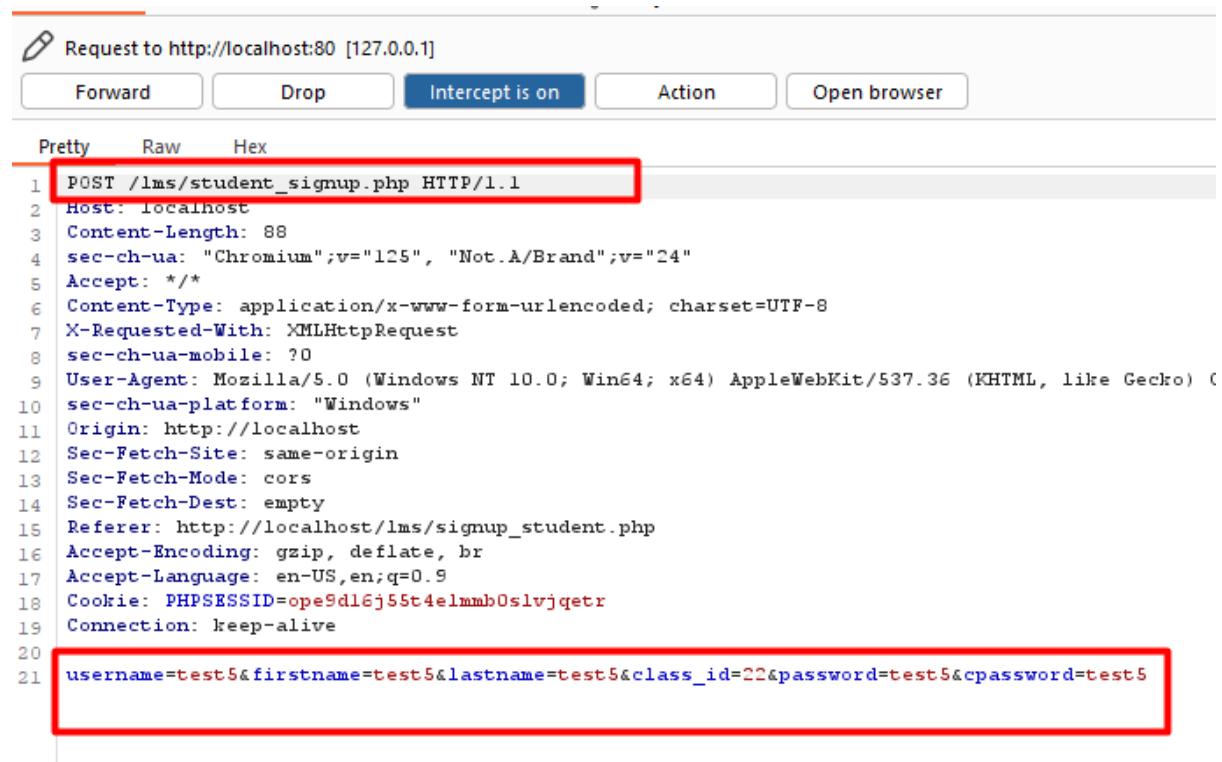 Request to http://localhost:80 [127.0.0.1]
Forward Drop Intercept is on Action Open browser
Pretty Raw Hex
1 POST /lms/student_signup.php HTTP/1.1
2 Host: localhost
3 Content-Length: 88
4 sec-ch-ua: "Chromium";v="125", "Not.A/Brand";v="24"
5 Accept: */*
6 Content-Type: application/x-www-form-urlencoded; charset=UTF-8
7 X-Requested-With: XMLHttpRequest
8 sec-ch-ua-mobile: ?0
9 User-Agent: Mozilla/5.0 (Windows NT 10.0; Win64; x64) AppleWebKit/537.36 (KHTML, like Gecko)
10 sec-ch-ua-platform: "Windows"
11 Origin: http://localhost
12 Sec-Fetch-Site: same-origin
13 Sec-Fetch-Mode: cors
14 Sec-Fetch-Dest: empty
15 Referer: http://localhost/lms/signup_student.php
16 Accept-Encoding: gzip, deflate, br
17 Accept-Language: en-US,en;q=0.9
18 Cookie: PHPSESSID=ope9dl6j55t4elmmb0slvjqetr
19 Connection: keep-alive
20
21 username=test5&firstname=test5&lastname=test5&class_id=22&password=test5&cpassword=test5